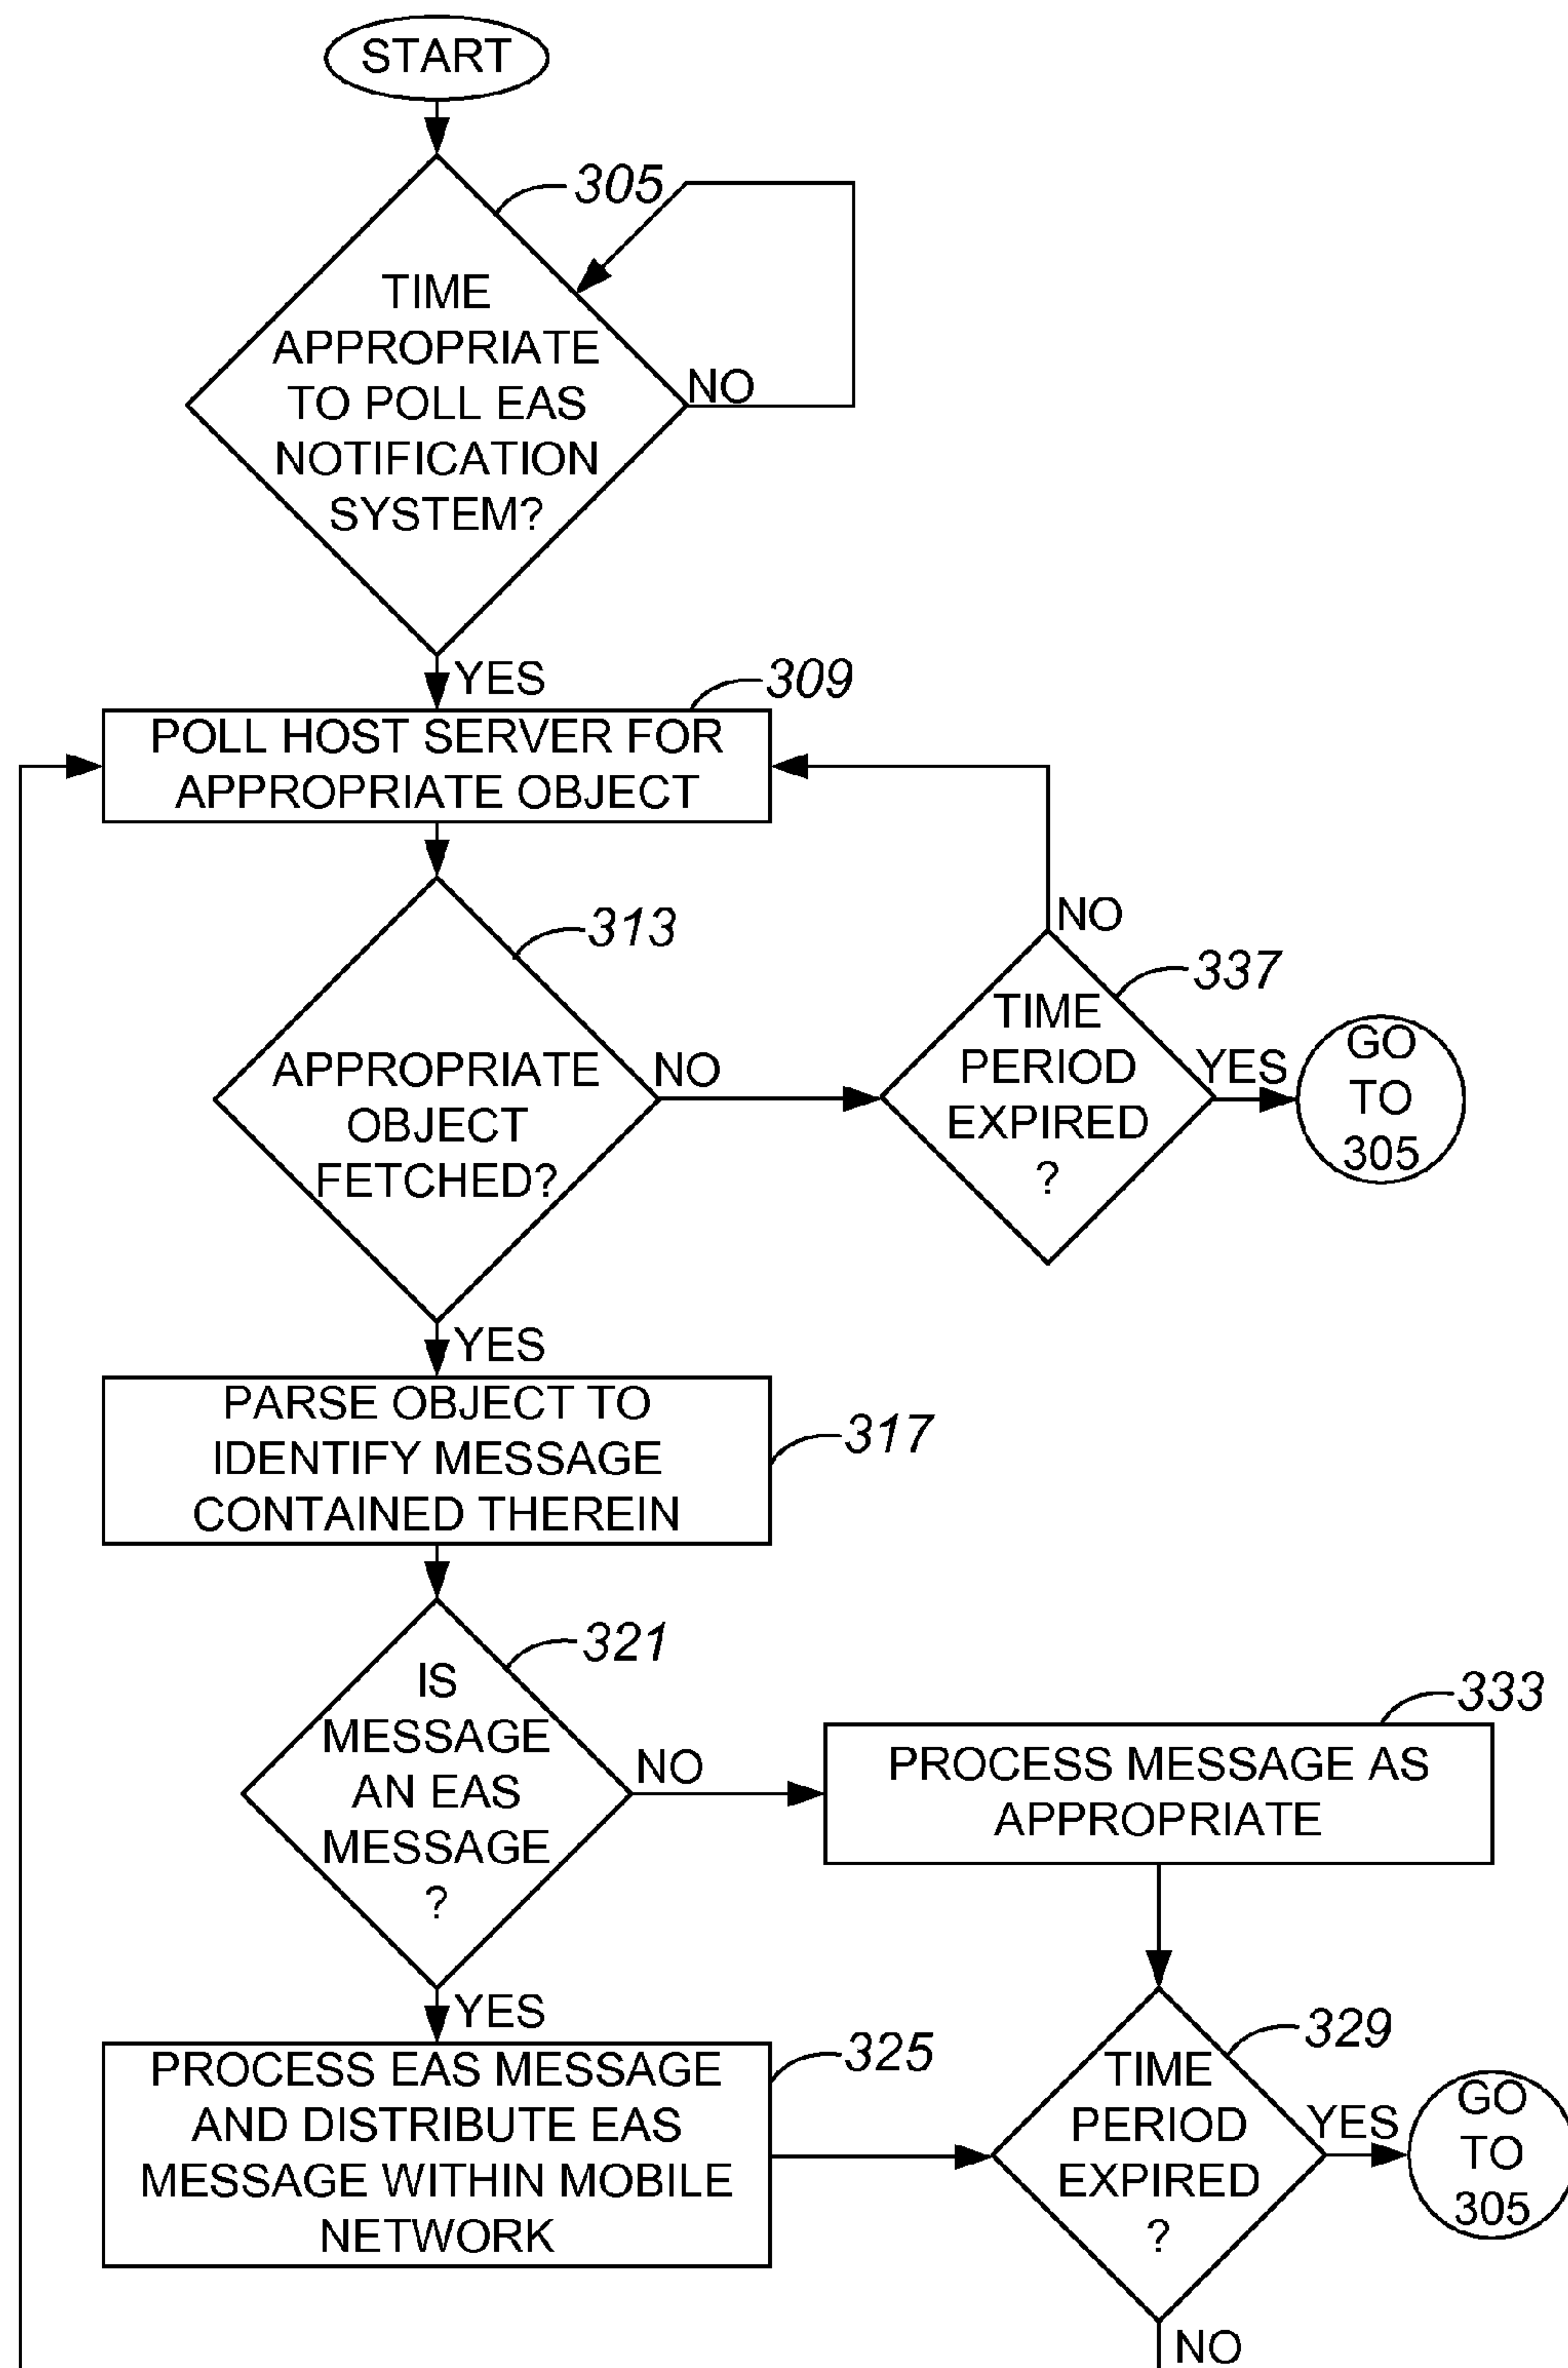 START
305
TIME
APPROPRIATE
TO POLL EAS
NOTIFICATION
SYSTEM?
NO
YES
309
POLL HOST SERVER FOR
APPROPRIATE OBJECT
313
APPROPRIATE
OBJECT
FETCHED?
NO
NO
337
TIME
PERIOD
EXPIRED
?
YES
GO
TO
305
YES
PARSE OBJECT TO
IDENTIFY MESSAGE
CONTAINED THEREIN
317
321
IS
MESSAGE
AN EAS
MESSAGE
?
NO
333
PROCESS MESSAGE AS
APPROPRIATE
YES
PROCESS EAS MESSAGE
AND DISTRIBUTE EAS
MESSAGE WITHIN MOBILE
NETWORK
325
329
TIME
PERIOD
EXPIRED
?
YES
GO
TO
305
NO